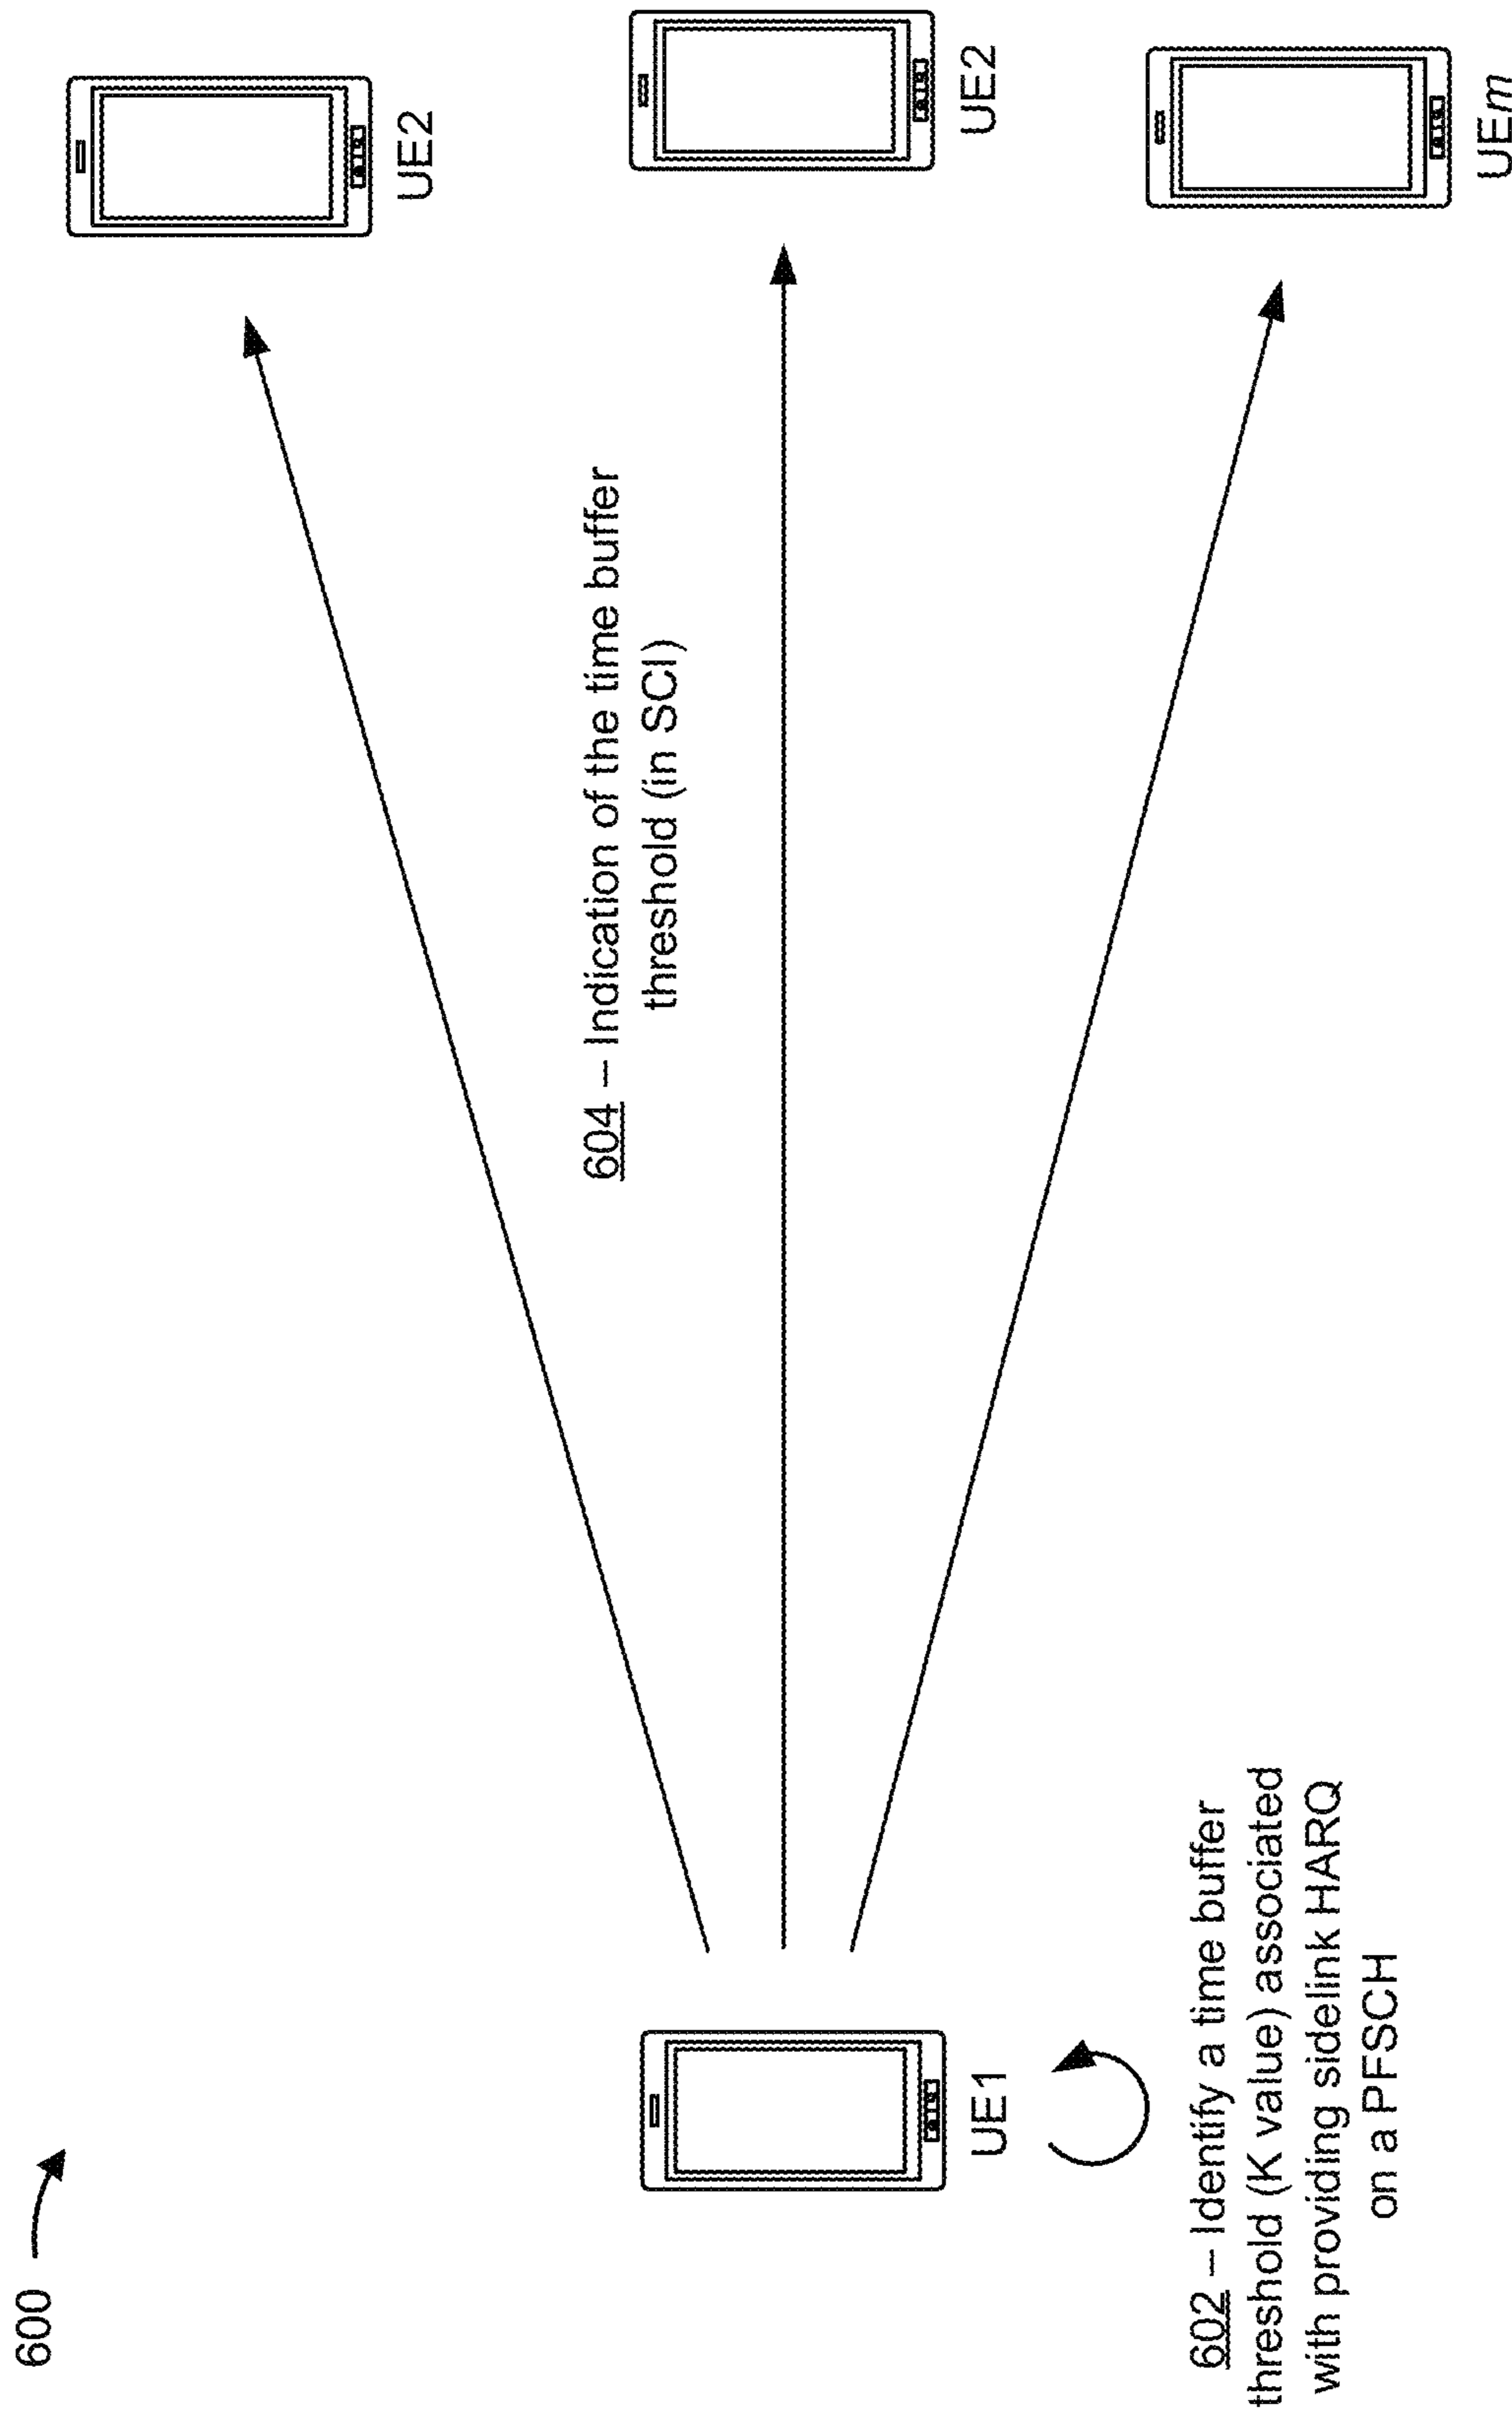 600
UE1
602 – Identify a time buffer
threshold (K value) associated
with providing sidelink HARQ
on a PFSCH
604 – Indication of the time buffer
threshold (in SCI)
UE2
UE2
UEm